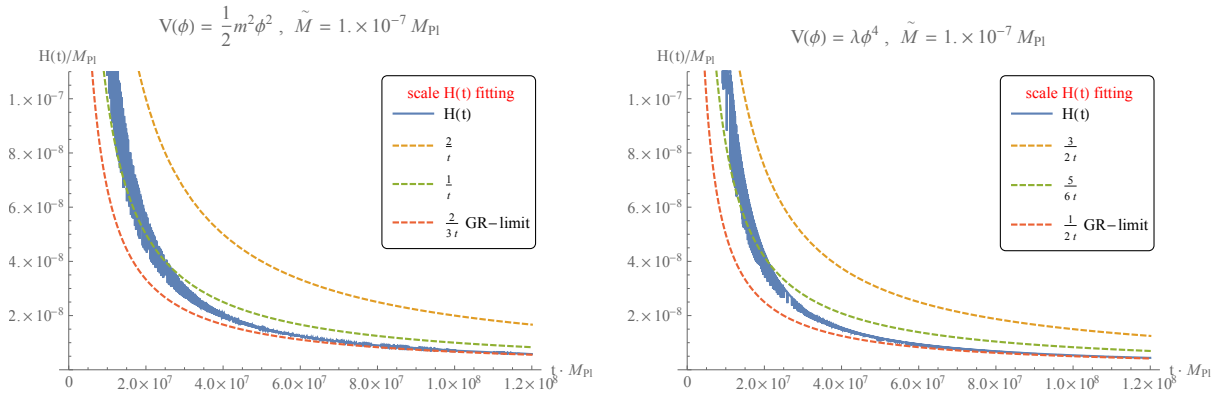 V(ϕ) = 1/2 m²ϕ² , M̃ = 1.×10⁻⁷ M_Pl
H(t)/M_Pl
1.×10⁻⁷
8.×10⁻⁸
6.×10⁻⁸
4.×10⁻⁸
2.×10⁻⁸
scale H(t) fitting
H(t)
2/t
1/t
2/3t GR−limit
0 2.0×10⁷ 4.0×10⁷ 6.0×10⁷ 8.0×10⁷ 1.0×10⁸ 1.2×10⁸
t · M_Pl
V(ϕ) = λϕ⁴ , M̃ = 1.×10⁻⁷ M_Pl
H(t)/M_Pl
1.×10⁻⁷
8.×10⁻⁸
6.×10⁻⁸
4.×10⁻⁸
2.×10⁻⁸
scale H(t) fitting
H(t)
3/2t
5/6t
1/2t GR−limit
0 2.0×10⁷ 4.0×10⁷ 6.0×10⁷ 8.0×10⁷ 1.0×10⁸ 1.2×10⁸
t · M_Pl